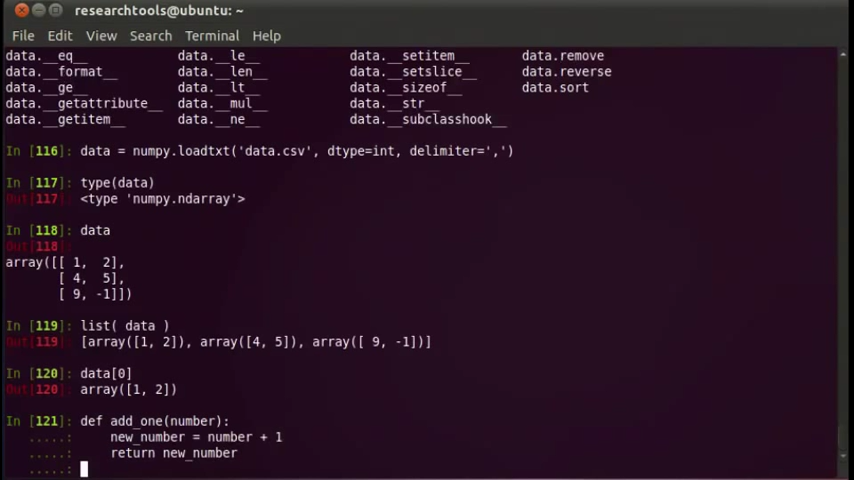 researchtools@ubuntu: ~
File Edit View Search Terminal Help
data.__eq__ data.__le__ data.__setitem__ data.remove
data.__format__ data.__len__ data.__setslice__ data.reverse
data.__ge__ data.__lt__ data.__sizeof__ data.sort
data.__getattribute__ data.__mul__ data.__str__
data.__getitem__ data.__ne__ data.__subclasshook__
In [116]: data = numpy.loadtxt('data.csv', dtype=int, delimiter=',')
In [117]: type(data)
Out[117]: <type 'numpy.ndarray'>
In [118]: data
Out[118]:
array([[ 1,  2],
       [ 4,  5],
       [ 9, -1]])
In [119]: list( data )
Out[119]: [array([1, 2]), array([4, 5]), array([ 9, -1])]
In [120]: data[0]
Out[120]: array([1, 2])
In [121]: def add_one(number):
   .....:     new_number = number + 1
   .....:     return new_number
   .....: